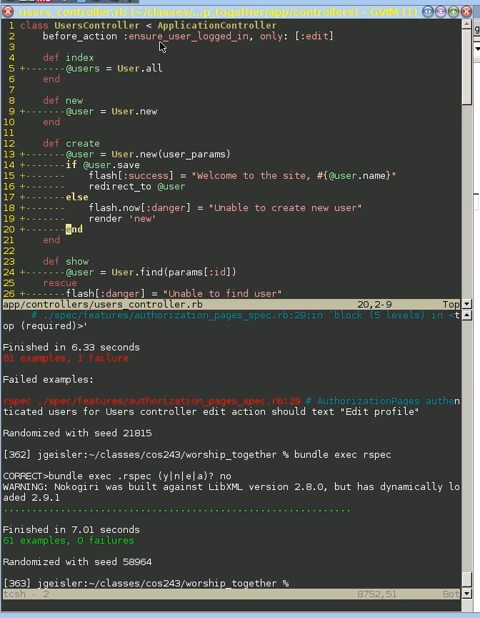 users_controller.rb (~/classes/c...p together/app/controllers) - GVIM (1)
1 class UsersController < ApplicationController
2     before_action :ensure_user_logged_in, only: [:edit]
3
4     def index
5 +-------@users = User.all
6     end
7
8     def new
9 +-------@user = User.new
10     end
11
12     def create
13 +-------@user = User.new(user_params)
14 +-------if @user.save
15 +-------    flash[:success] = "Welcome to the site, #{@user.name}"
16 +-------    redirect_to @user
17 +-------else
18 +-------    flash.now[:danger] = "Unable to create new user"
19 +-------    render 'new'
20 +-------end
21     end
22
23     def show
24 +-------@user = User.find(params[:id])
25     rescue
26 +-------flash[:danger] = "Unable to find user"
app/controllers/users_controller.rb 20,2-9 Top
# ./spec/features/authorization_pages_spec.rb:29:in `block (5 levels) in <t
op (required)>'
Finished in 6.33 seconds
61 examples, 1 failure
Failed examples:
rspec ./spec/features/authorization_pages_spec.rb:29 # AuthorizationPages authen
ticated users for Users controller edit action should text "Edit profile"
Randomized with seed 21815
[362] jgeisler:~/classes/cos243/worship_together % bundle exec rspec
CORRECT>bundle exec .rspec (y|n|e|a)? no
WARNING: Nokogiri was built against LibXML version 2.8.0, but has dynamically lo
aded 2.9.1
.............................................................
Finished in 7.01 seconds
61 examples, 0 failures
Randomized with seed 58964
[363] jgeisler:~/classes/cos243/worship_together %
tcsh - 2 8752,51 Bot